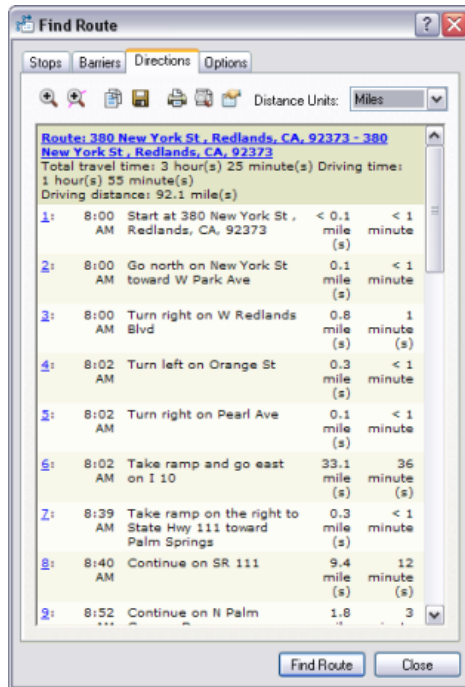 Find Route
?
X
Stops Barriers Directions Options
Distance Units: Miles
Route: 380 New York St , Redlands, CA, 92373 - 380
New York St , Redlands, CA, 92373
Total travel time: 3 hour(s) 25 minute(s) Driving time:
1 hour(s) 55 minute(s)
Driving distance: 92.1 mile(s)
1: 8:00 Start at 380 New York St , < 0.1 < 1
AM Redlands, CA, 92373 mile minute
(s)
2: 8:00 Go north on New York St 0.1 < 1
AM toward W Park Ave mile minute
(s)
3: 8:00 Turn right on W Redlands 0.8 1
AM Blvd mile minute
(s) (s)
4: 8:02 Turn left on Orange St 0.3 < 1
AM mile minute
(s)
5: 8:02 Turn right on Pearl Ave 0.1 < 1
AM mile minute
(s)
6: 8:02 Take ramp and go east 33.1 36
AM on I 10 mile minute
(s) (s)
7: 8:39 Take ramp on the right to 0.3 < 1
AM State Hwy 111 toward mile minute
Palm Springs (s)
8: 8:40 Continue on SR 111 9.4 12
AM mile minute
(s) (s)
9: 8:52 Continue on N Palm 1.8 3
Find Route Close